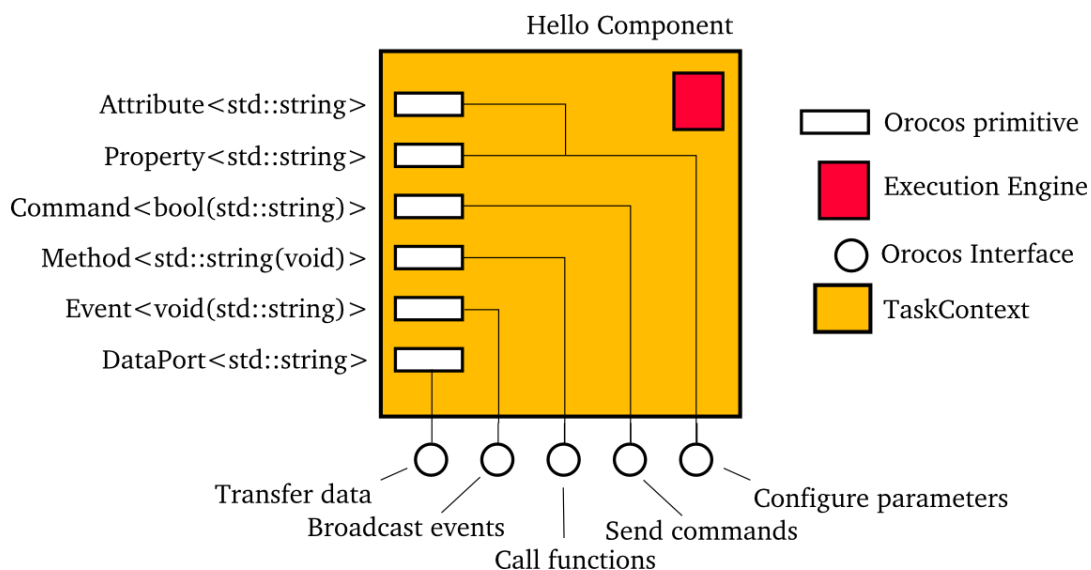 Hello Component
Attribute<std::string>
Property<std::string>
Command<bool(std::string)>
Method<std::string(void)>
Event<void(std::string)>
DataPort<std::string>
Orocos primitive
Execution Engine
Orocos Interface
TaskContext
Transfer data
Broadcast events
Call functions
Send commands
Configure parameters